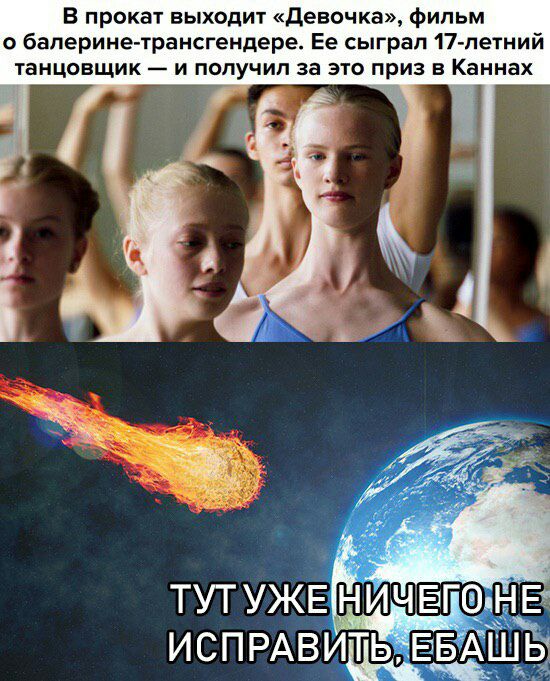 В прокат выходит «Девочка», фильм
о балерине-трансгендере. Ее сыграл 17-летний
танцовщик — и получил за это приз в Каннах
ТУТ УЖЕ НИЧЕГО НЕ
ИСПРАВИТЬ, ЕБАШЬ